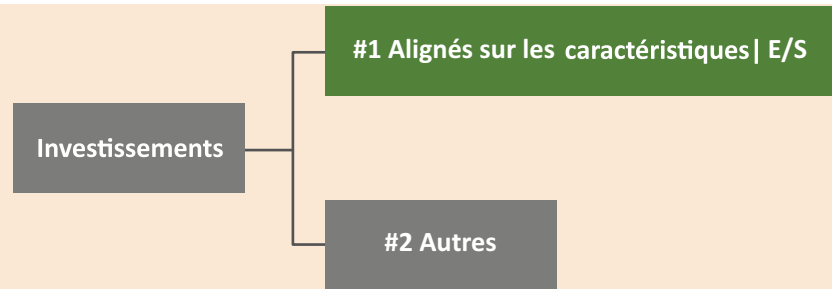 #1 Alignés sur les caractéristiques| E/S
Investissements
#2 Autres